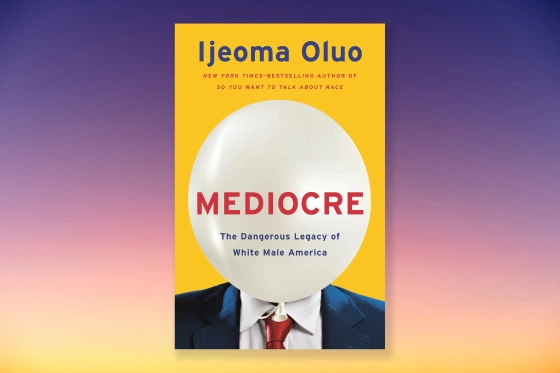 Ijeoma Oluo
NEW YORK TIMES–BESTSELLING AUTHOR OF
SO YOU WANT TO TALK ABOUT RACE
MEDIOCRE
The Dangerous Legacy of
White Male America